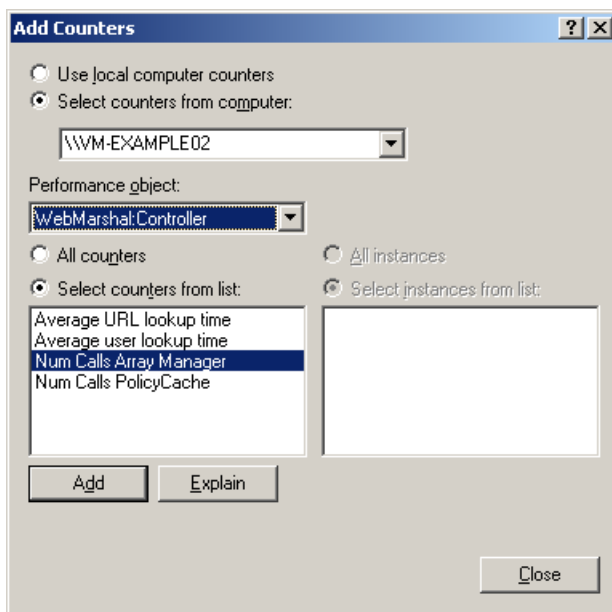 Add Counters
?
Use local computer counters
Select counters from computer:
\\VM-EXAMPLE02
Performance object:
WebMarshal:Controller
All counters
All instances
Select counters from list:
Select instances from list:
Average URL lookup time
Average user lookup time
Num Calls Array Manager
Num Calls PolicyCache
Add
Explain
Close